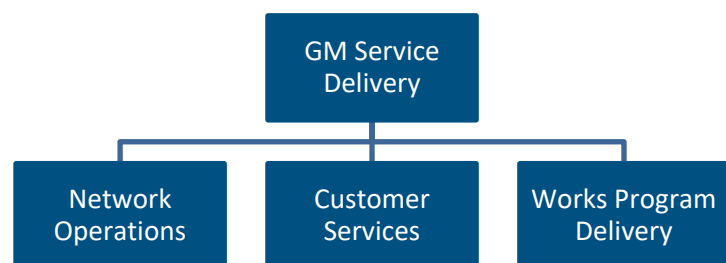 GM Service
Delivery
Network
Operations
Customer
Services
Works Program
Delivery